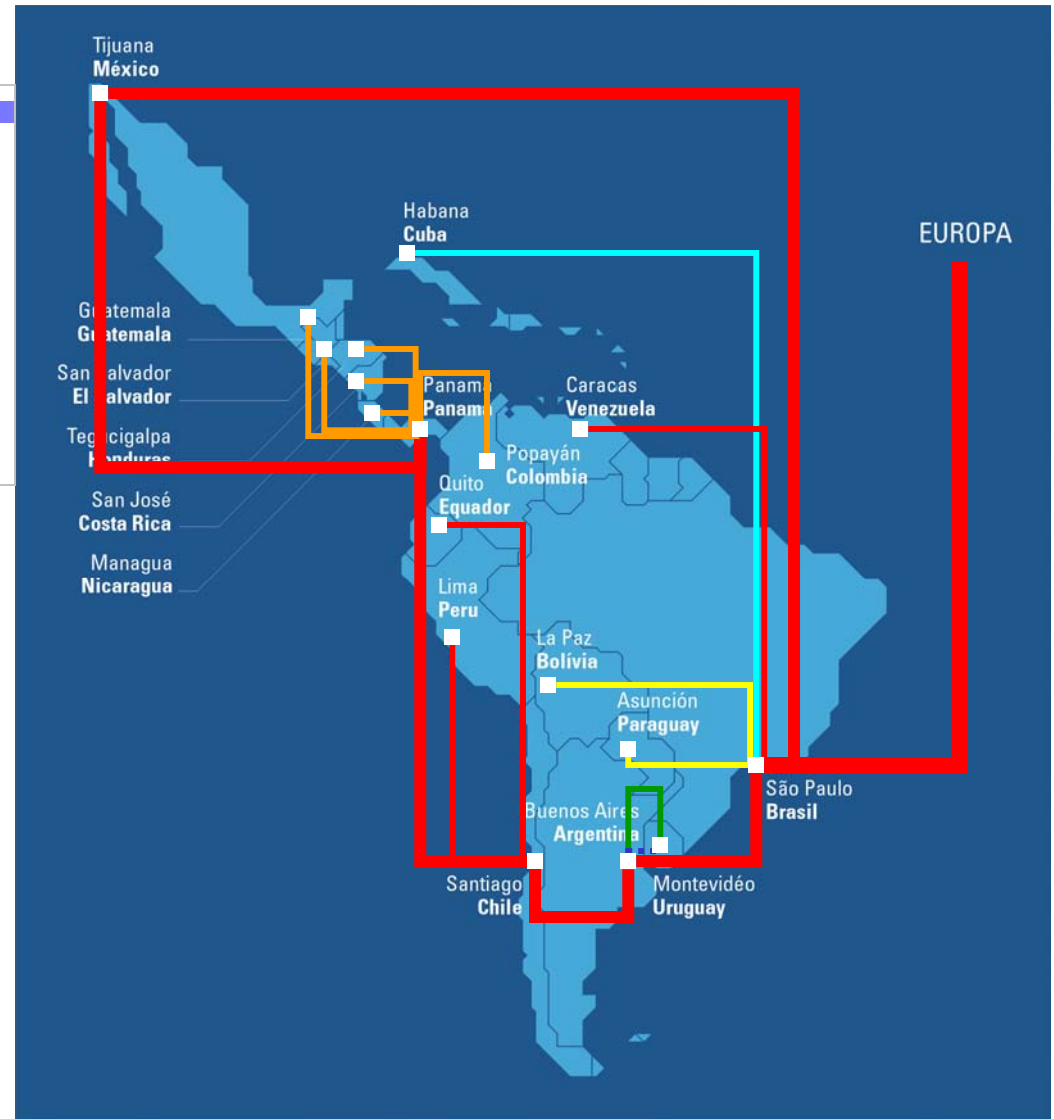 Tijuana
México
Habana
Cuba
EUROPA
Guatemala
Guatemala
San Salvador
El Salvador
Tegucigalpa
Honduras
San José
Costa Rica
Managua
Nicaragua
Panama
Panama
Caracas
Venezuela
Popayán
Colombia
Quito
Equador
Lima
Peru
La Paz
Bolívia
Asunción
Paraguay
São Paulo
Brasil
Buenos Aires
Argentina
Santiago
Chile
Montevidéo
Uruguay